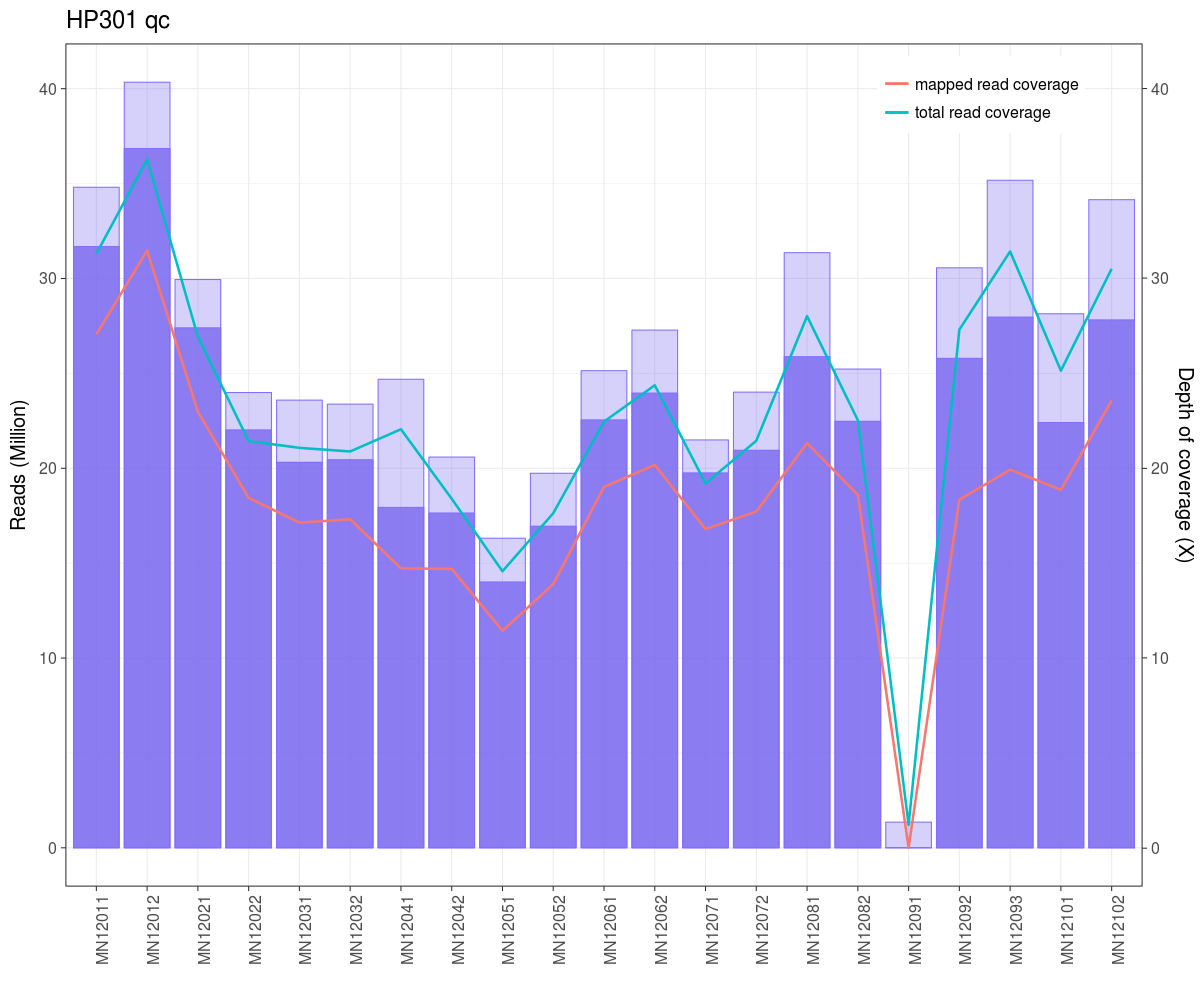 HP301 qc
mapped read coverage
total read coverage
Reads (Million)
40
30
20
10
0
40
30
20
10
0
Depth of coverage (X)
MN12011
MN12012
MN12021
MN12022
MN12031
MN12032
MN12041
MN12042
MN12051
MN12052
MN12061
MN12062
MN12071
MN12072
MN12081
MN12082
MN12091
MN12092
MN12093
MN12101
MN12102